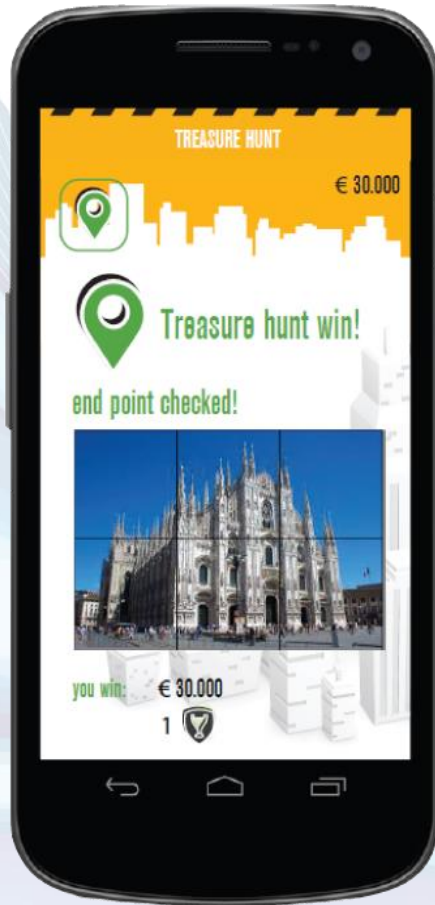 TREASURE HUNT
€ 30.000
Treasure hunt win!
end point checked!
you win: € 30.000
1